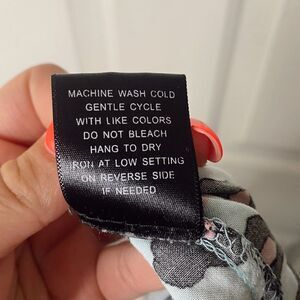 MACHINE WASH COLD
GENTLE CYCLE
WITH LIKE COLORS
DO NOT BLEACH
HANG TO DRY
IRON AT LOW SETTING
ON REVERSE SIDE
IF NEEDED